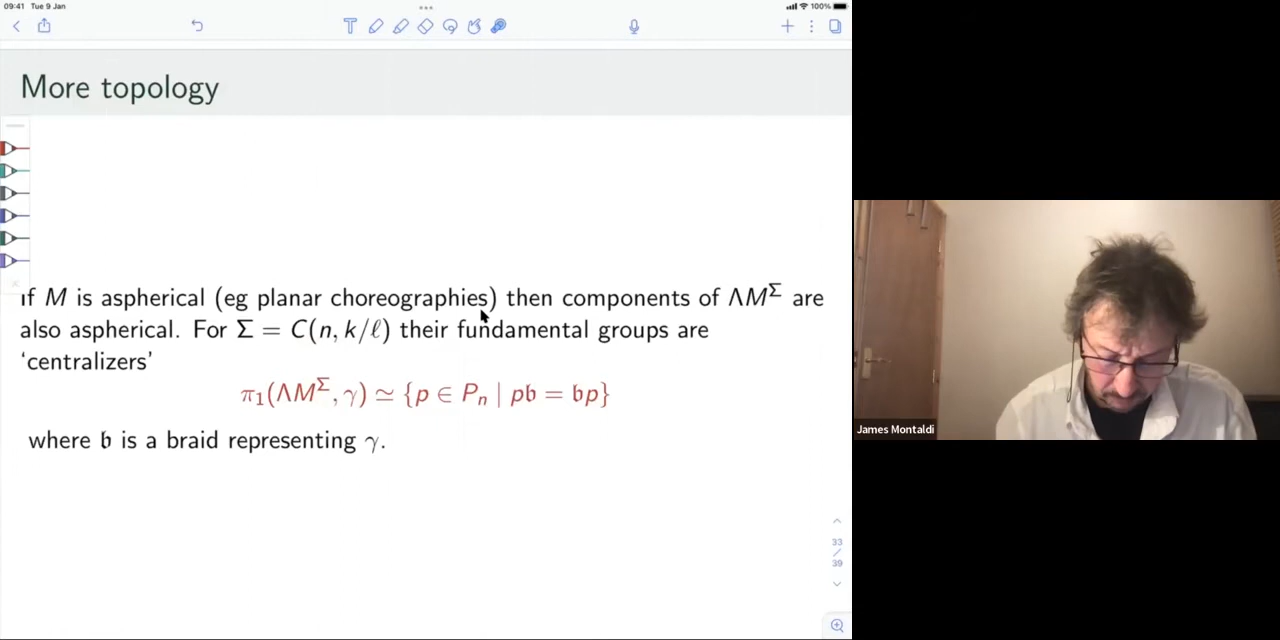 09:41 Tue 9 Jan
100%
More topology
If M is aspherical (eg planar choreographies) then components of ΛM^Σ are
also aspherical. For Σ = C(n, k/ℓ) their fundamental groups are
‘centralizers’
π₁(ΛM^Σ, γ) ≃ {p ∈ Pₙ | p𝔟 = 𝔟p}
where 𝔟 is a braid representing γ.
33
39
James Montaldi